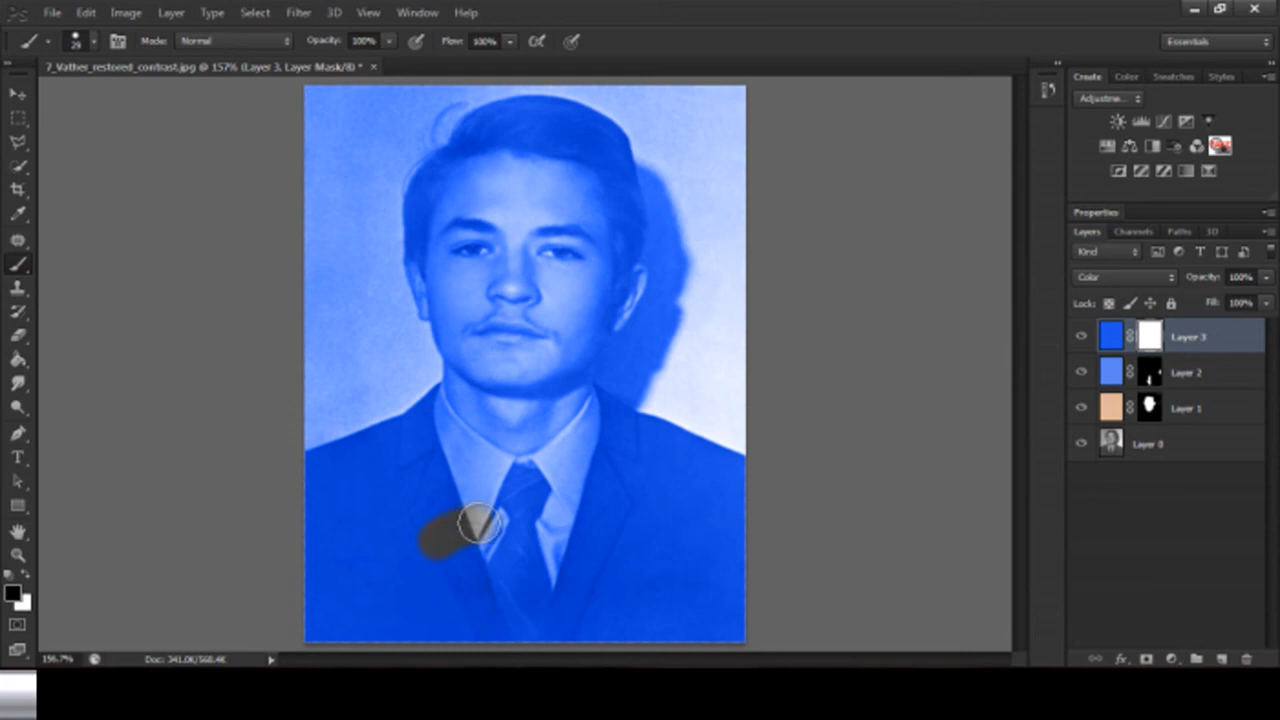 File Edit Image Layer Type Select Filter 3D View Window Help
29 Mode: Normal Opacity: 100% Flow: 100% Essentials
7_Vather_restored_contrast.jpg @ 157% (Layer 3, Layer Mask/8) * ×
Create Color Swatches Styles
Adjustme...
Properties
Layers Channels Paths 3D
Kind
Color Opacity: 100%
Lock: Fill: 100%
Layer 3
Layer 2
Layer 1
Layer 0
156.7% Doc: 341.0K/568.4K